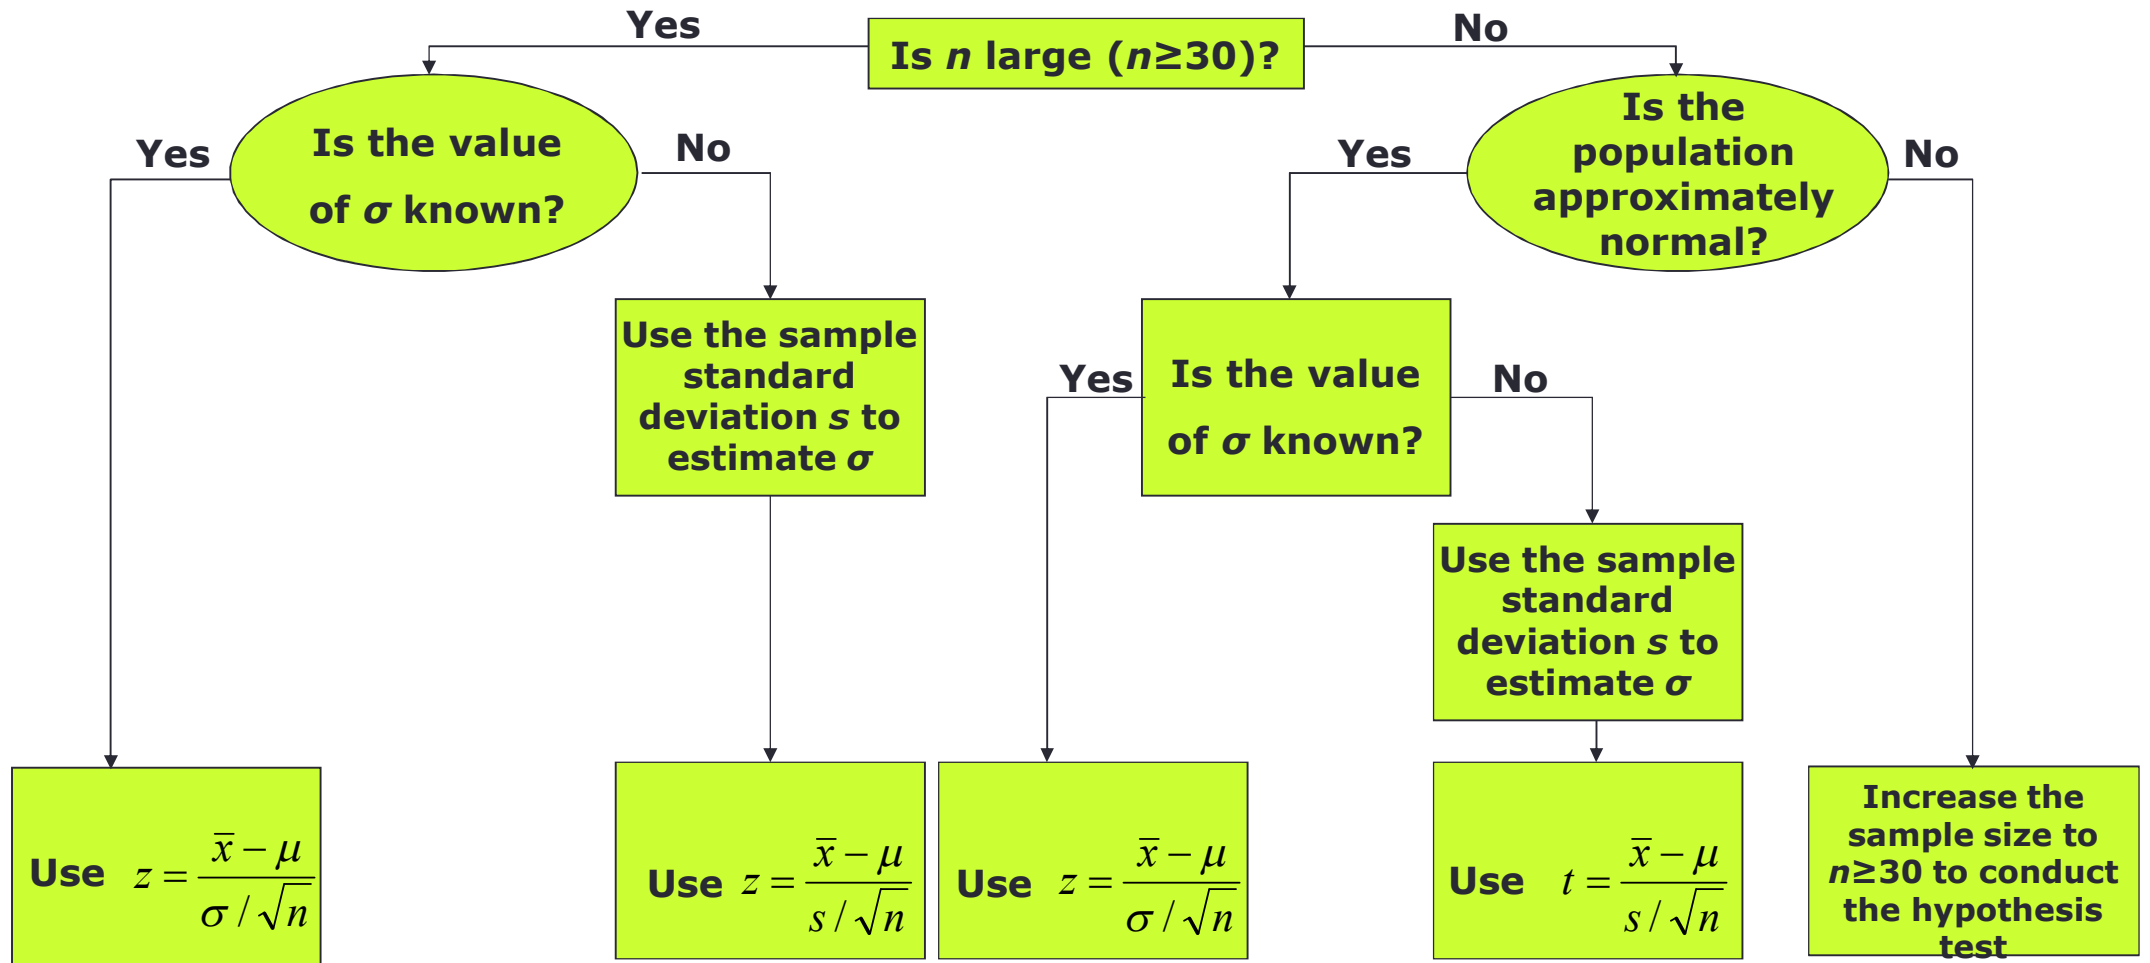 Yes
Is n large (n≥30)?
No
Is the value
of σ known?
Yes
No
Is the
population
approximately
normal?
Yes
No
Use the sample
standard
deviation s to
estimate σ
Is the value
of σ known?
Yes
No
Use the sample
standard
deviation s to
estimate σ
Use z = (x̄ − μ) / (σ / √n)
Use z = (x̄ − μ) / (s / √n)
Use z = (x̄ − μ) / (σ / √n)
Use t = (x̄ − μ) / (s / √n)
Increase the
sample size to
n≥30 to conduct
the hypothesis
test